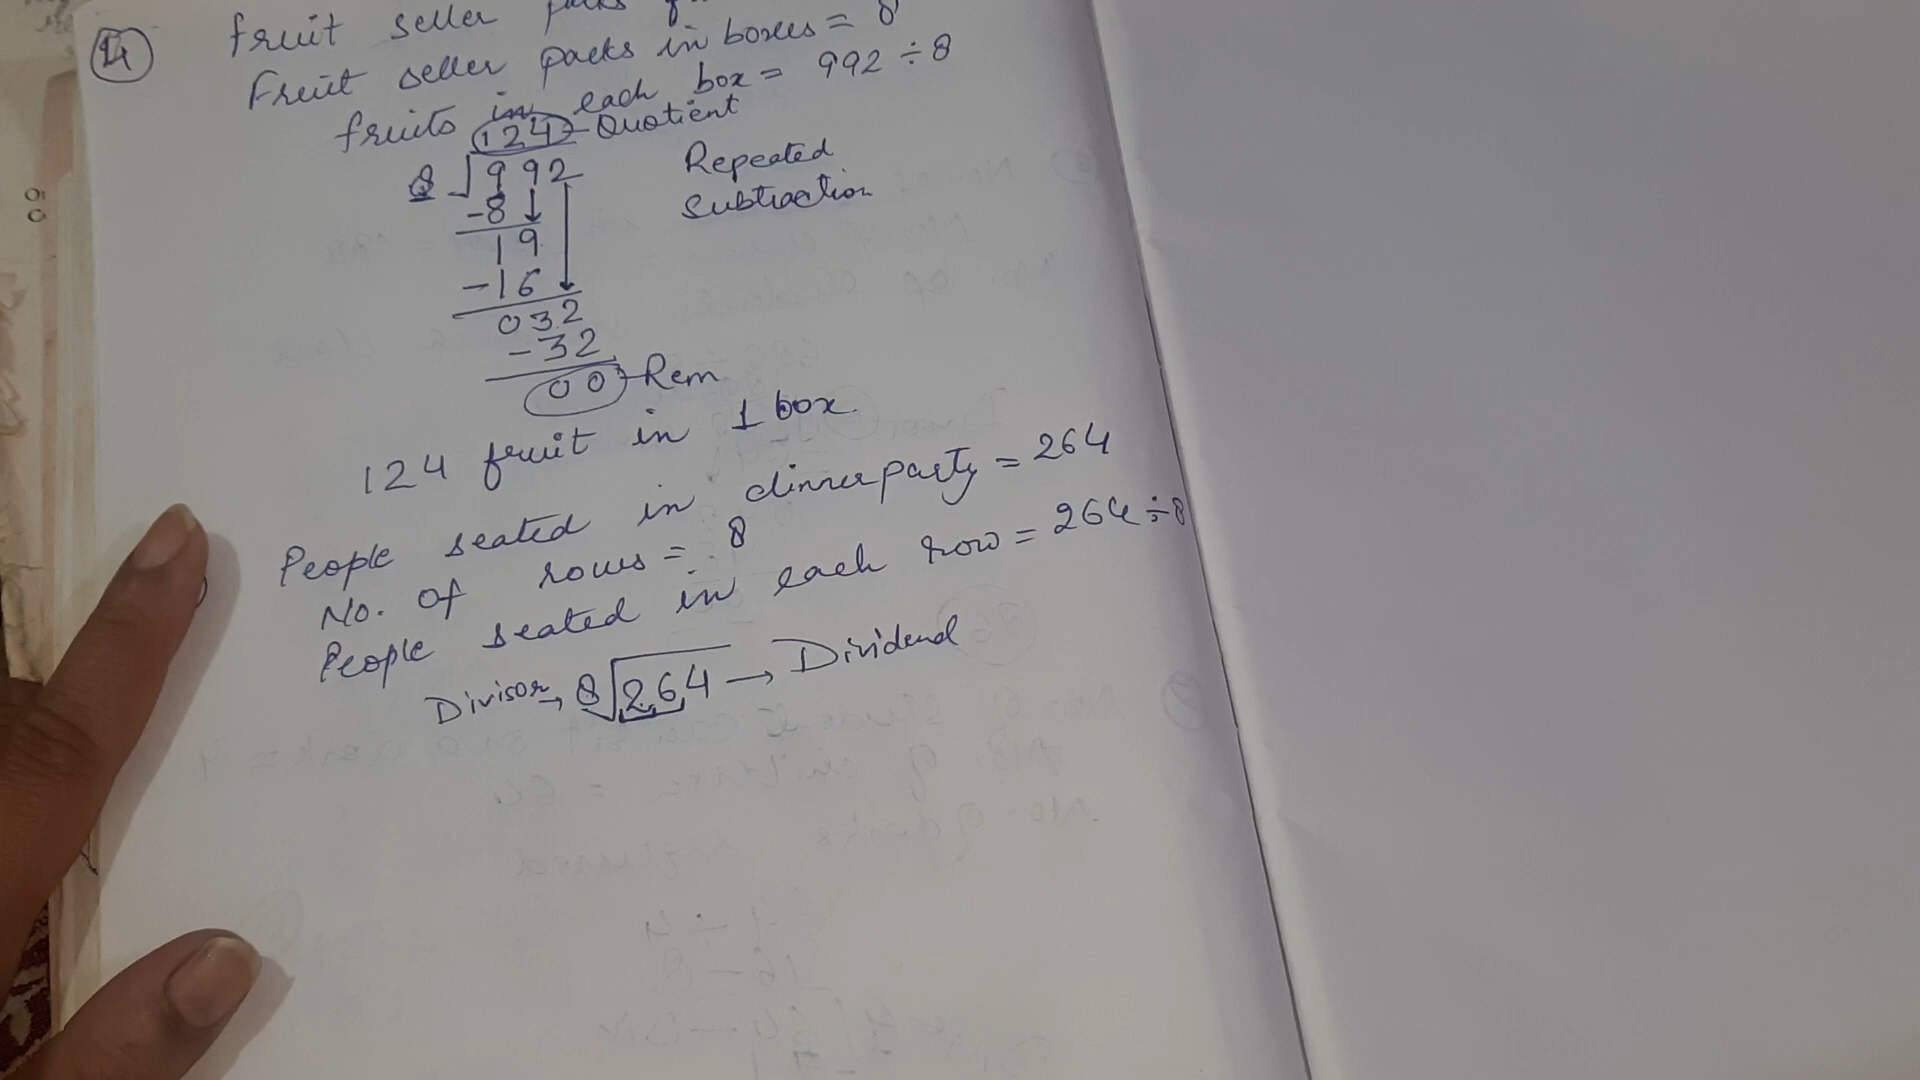 4 fruit seller packs
Fruit seller packs in boxes = 8
fruits in each box = 992 ÷ 8
124 - Quotient
8 √992 Repeated
-8 Subtraction
19
-16
032
-32
00 - Rem
124 fruit in 1 box.
People seated in dinner party = 264
No. of rows = 8
People seated in each row = 264 ÷ 8
Divisor → 8 √264 → Dividend